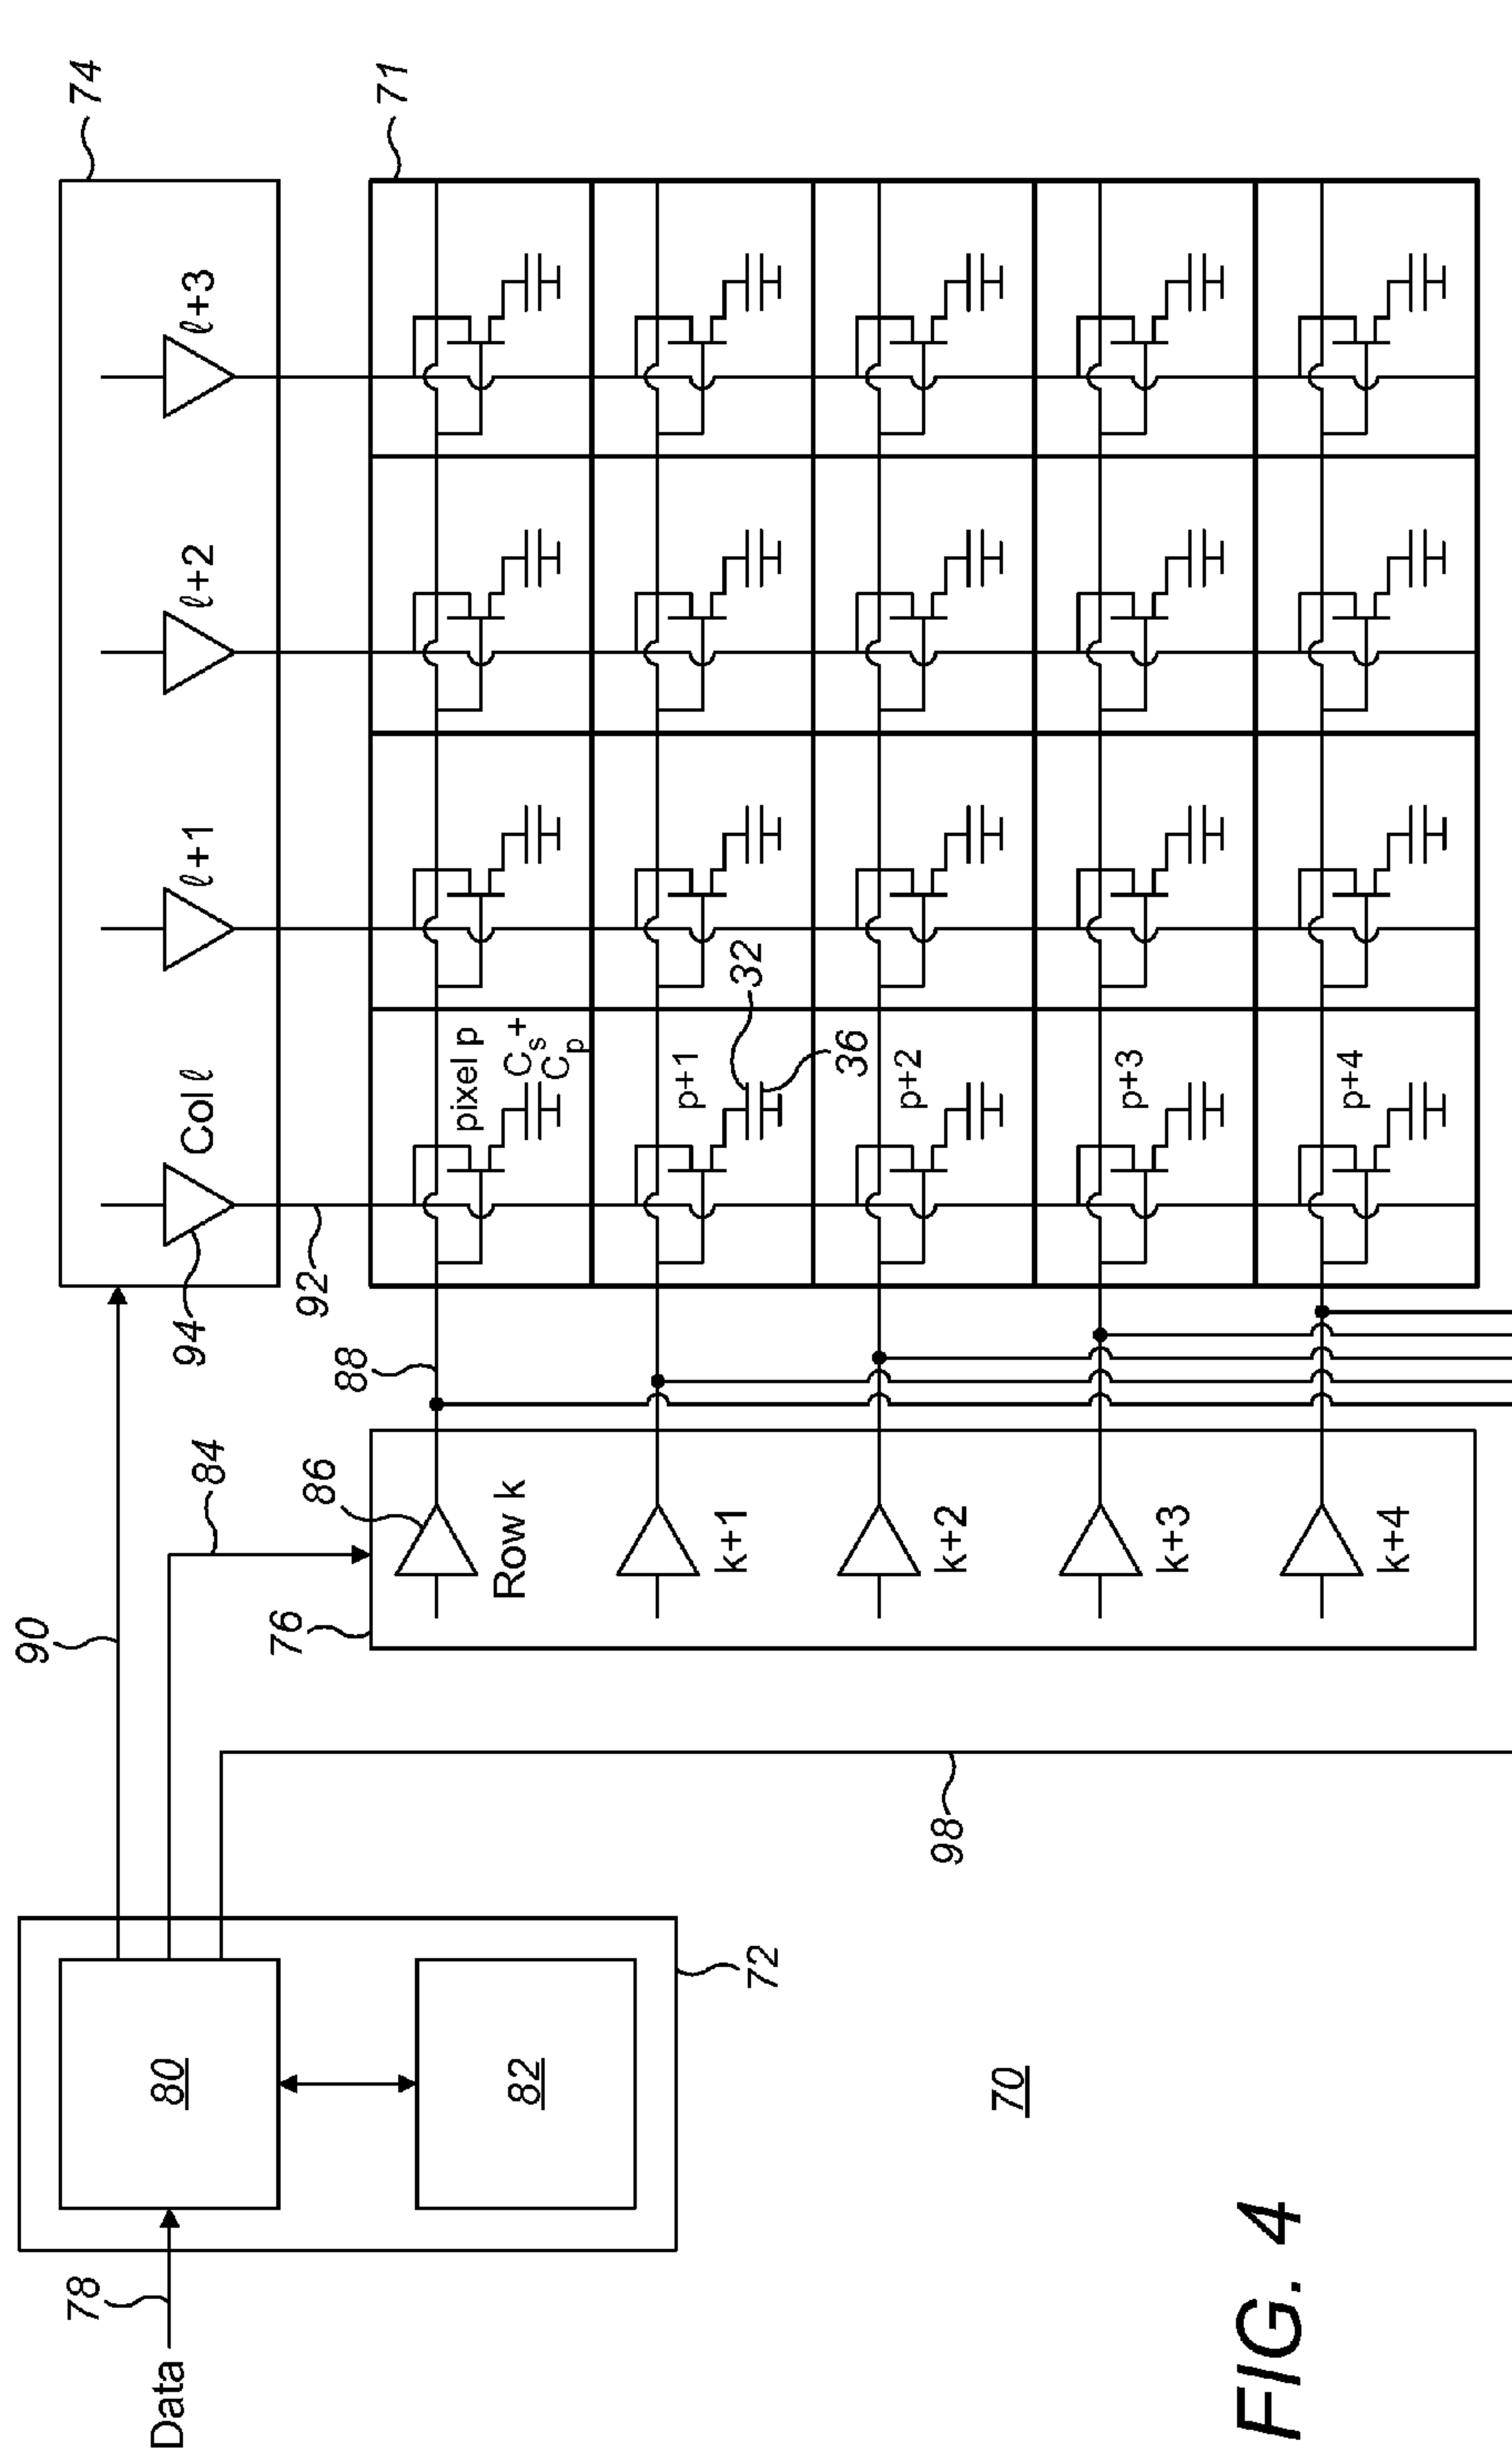 74
Col ℓ
ℓ+1
ℓ+2
ℓ+3
94
90
92
71
84
88
86
76
Row k
k+1
k+2
k+3
k+4
pixel p
Cs +
Cp
p+1
32
36
p+2
p+3
p+4
98
Data
78
80
82
72
70
FIG. 4